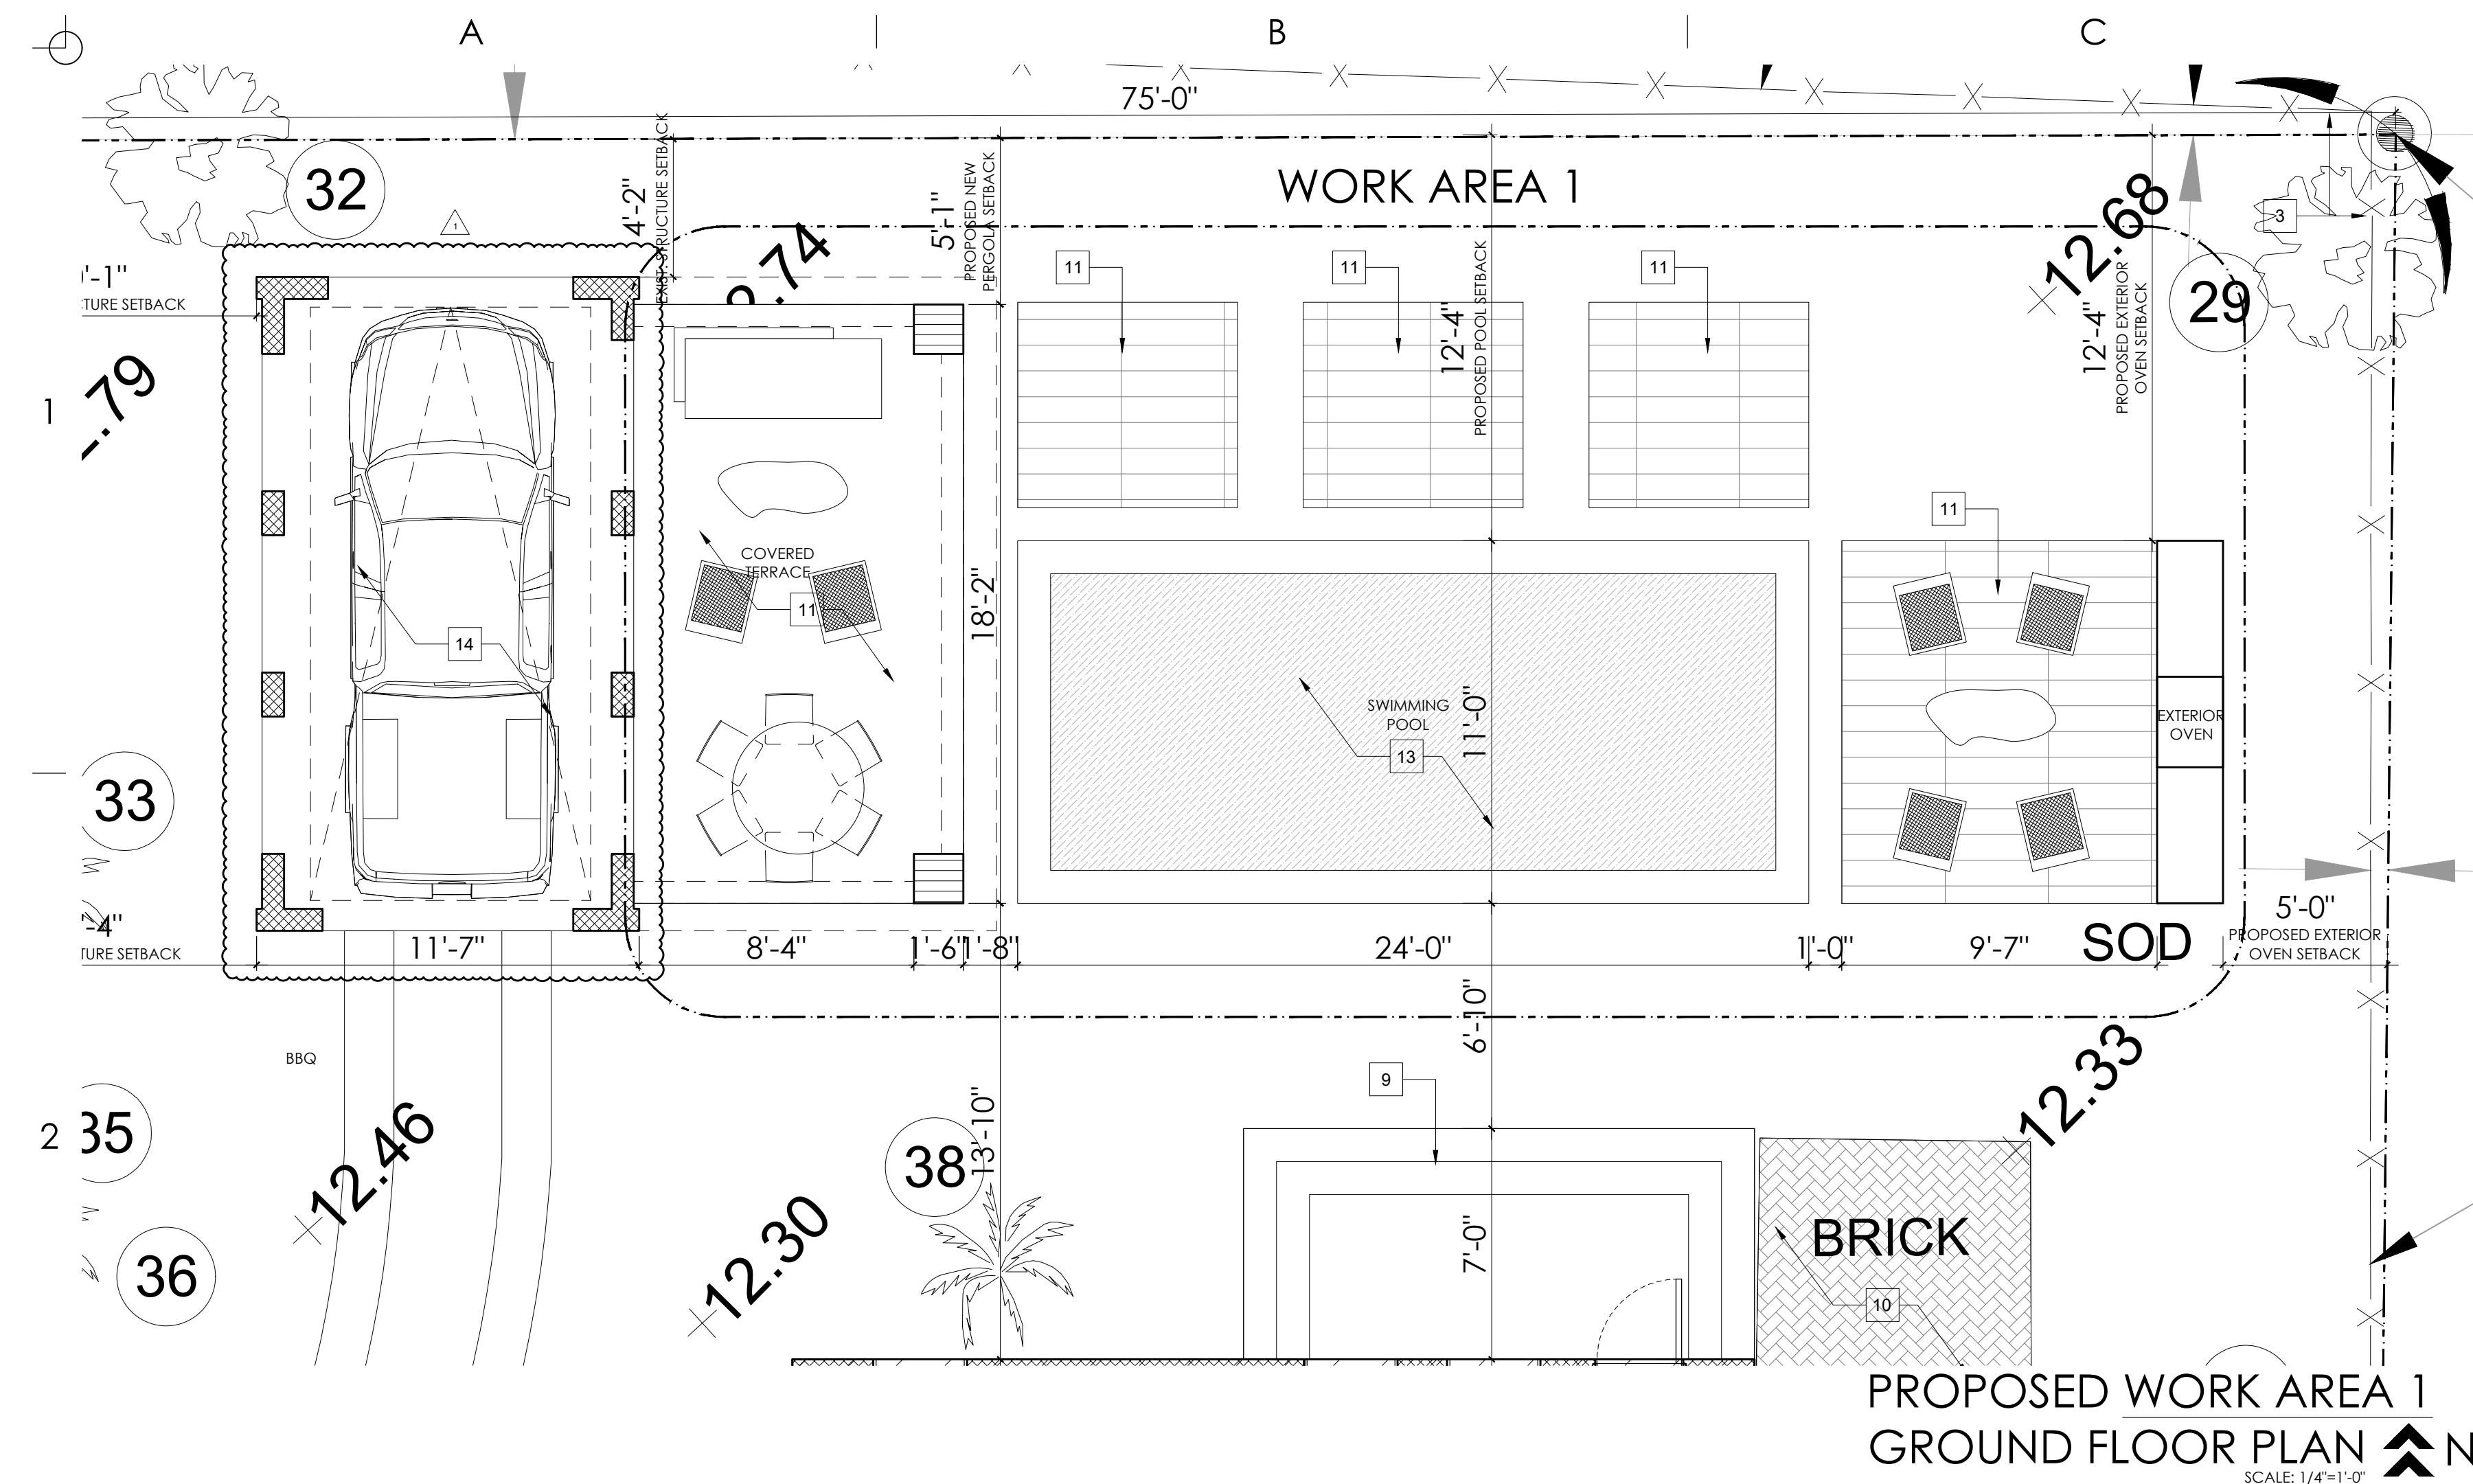 A
B
C
75'-0"
WORK AREA 1
32
1
4'-2"
EXIST. STRUCTURE SETBACK
5'-1"
PROPOSED NEW
PERGOLA SETBACK
12.68
3
29
'-1"
TURE SETBACK
.74
11
11
11
12'-4"
PROPOSED POOL SETBACK
12'-4"
PROPOSED EXTERIOR
OVEN SETBACK
1
.79
11
COVERED
TERRACE
11
14
18'-2"
SWIMMING
POOL
13
11'-0"
EXTERIOR
OVEN
33
'-4"
TURE SETBACK
11'-7"
8'-4"
1'-6"
1'-8"
24'-0"
1'-0"
9'-7"
SOD
5'-0"
PROPOSED EXTERIOR
OVEN SETBACK
6'-10"
BBQ
9
12.33
2
35
12.46
38
13'-10"
12.30
7'-0"
BRICK
36
10
PROPOSED WORK AREA 1
GROUND FLOOR PLAN N
SCALE: 1/4"=1'-0"